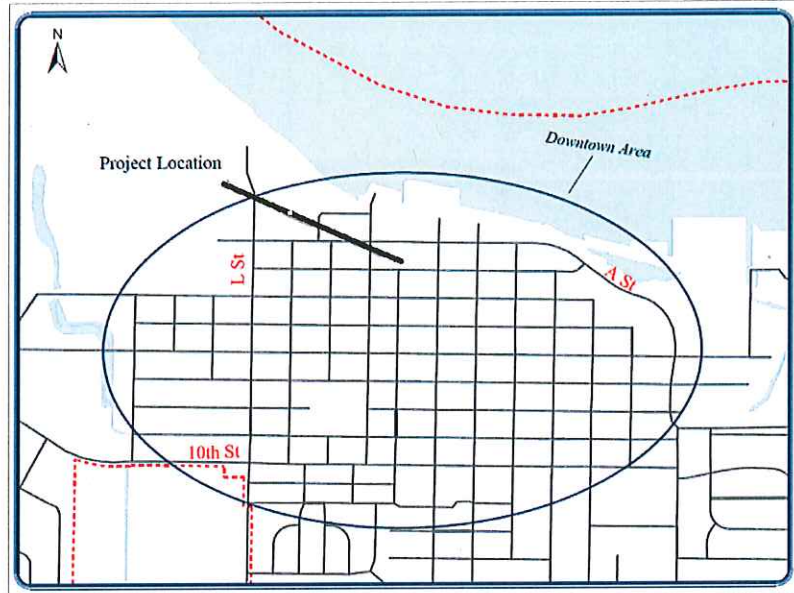 N
Downtown Area
Project Location
L St
A St
10th St